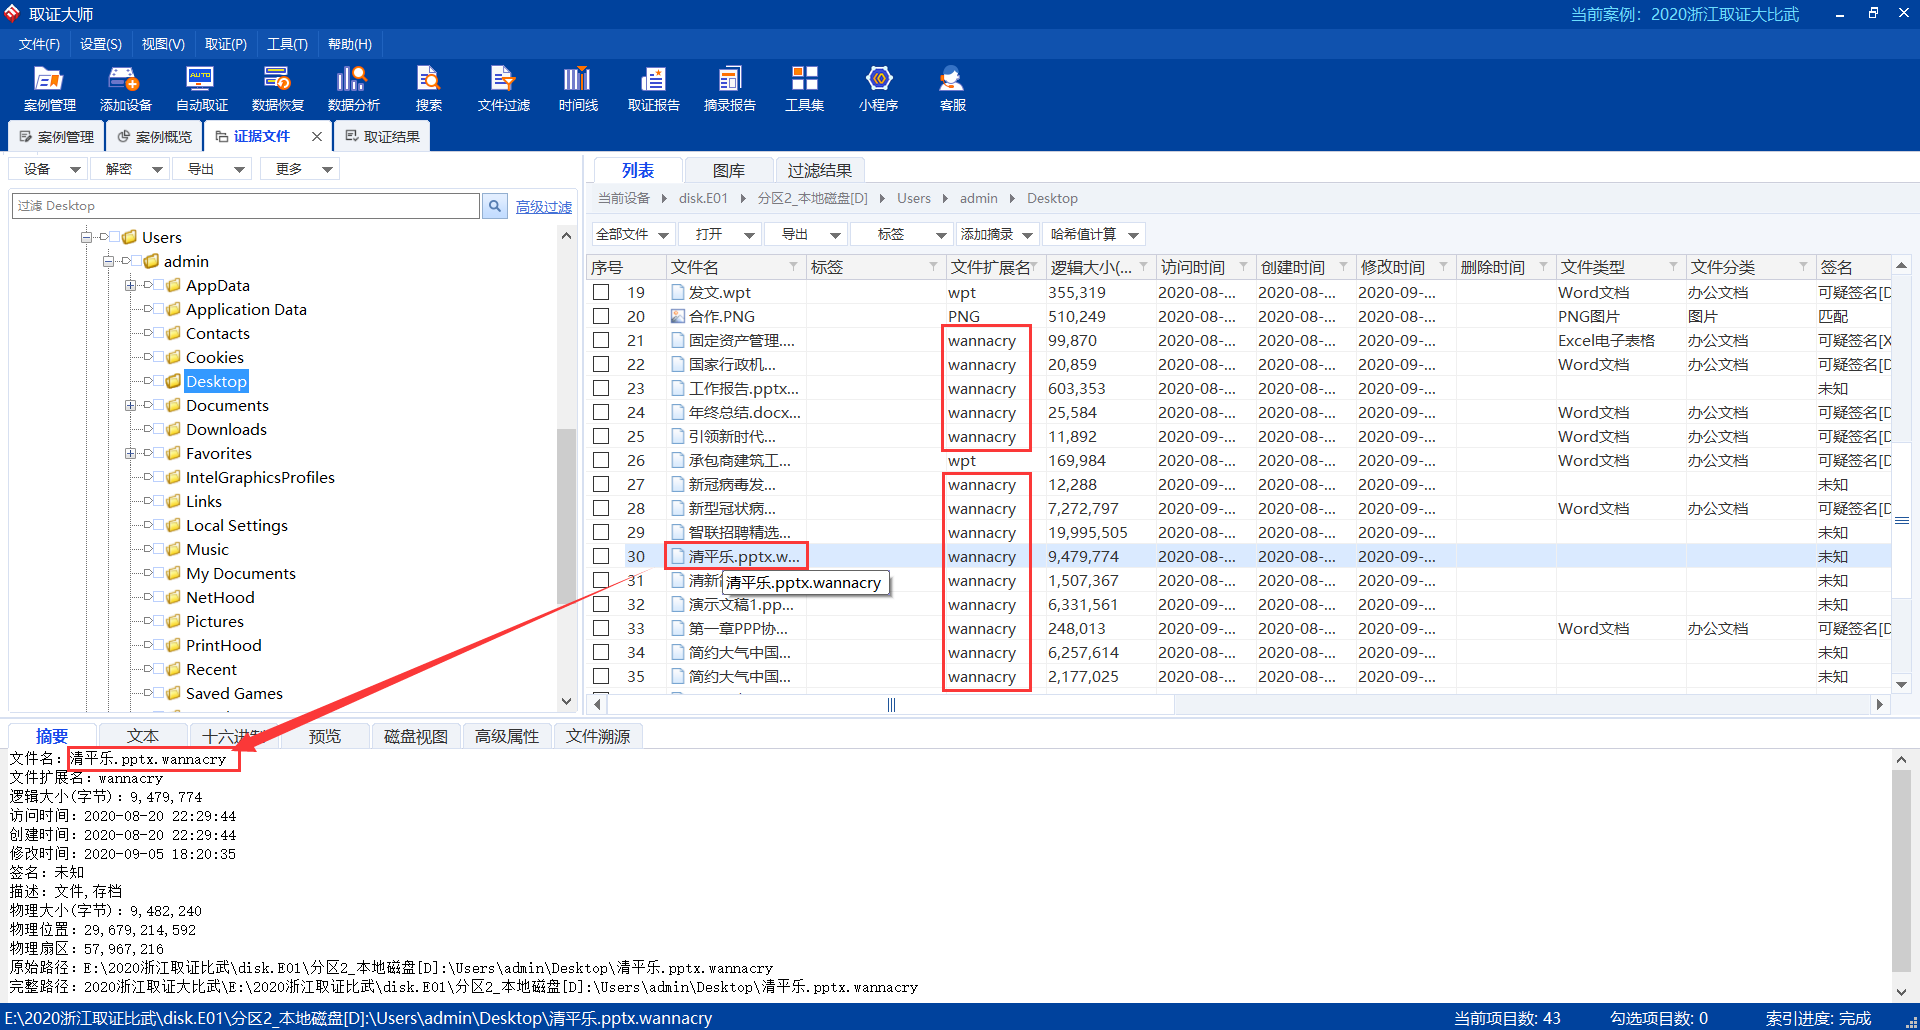 取证大师
当前案例：2020浙江取证大比武
文件(F) 设置(S) 视图(V) 取证(P) 工具(T) 帮助(H)
案例管理 添加设备 自动取证 数据恢复 数据分析 搜索 文件过滤 时间线 取证报告 摘录报告 工具集 小程序 客服
案例管理 案例概览 证据文件 取证结果
设备 解密 导出 更多
过滤 Desktop 高级过滤
Users
admin
AppData
Application Data
Contacts
Cookies
Desktop
Documents
Downloads
Favorites
IntelGraphicsProfiles
Links
Local Settings
Music
My Documents
NetHood
Pictures
PrintHood
Recent
Saved Games
列表 图库 过滤结果
当前设备 disk.E01 分区2_本地磁盘[D] Users admin Desktop
全部文件 打开 导出 标签 添加摘录 哈希值计算
序号 文件名 标签 文件扩展名 逻辑大小(... 访问时间 创建时间 修改时间 删除时间 文件类型 文件分类 签名
19 发文.wpt wpt 355,319 2020-08-... 2020-08-... 2020-09-... Word文档 办公文档 可疑签名[D
20 合作.PNG PNG 510,249 2020-08-... 2020-08-... 2020-09-... PNG图片 图片 匹配
21 固定资产管理.... wannacry 99,870 2020-08-... 2020-08-... 2020-09-... Excel电子表格 办公文档 可疑签名[X
22 国家行政机... wannacry 20,859 2020-08-... 2020-08-... 2020-09-... Word文档 办公文档 可疑签名[D
23 工作报告.pptx... wannacry 603,353 2020-08-... 2020-08-... 2020-09-... 未知
24 年终总结.docx... wannacry 25,584 2020-08-... 2020-08-... 2020-09-... Word文档 办公文档 可疑签名[D
25 引领新时代... wannacry 11,892 2020-09-... 2020-08-... 2020-09-... Word文档 办公文档 可疑签名[D
26 承包商建筑工... wpt 169,984 2020-08-... 2020-08-... 2020-09-... Word文档 办公文档 可疑签名[D
27 新冠病毒发... wannacry 12,288 2020-08-... 2020-08-... 2020-09-... 未知
28 新型冠状病... wannacry 7,272,797 2020-09-... 2020-08-... 2020-09-... Word文档 办公文档 可疑签名[D
29 智联招聘精选... wannacry 19,995,505 2020-09-... 2020-08-... 2020-09-... 未知
30 清平乐.pptx.w... wannacry 9,479,774 2020-08-... 2020-08-... 2020-09-... 未知
31 清新 wannacry 1,507,367 2020-08-... 2020-08-... 2020-09-... 未知
清平乐.pptx.wannacry
32 演示文稿1.pp... wannacry 6,331,561 2020-09-... 2020-08-... 2020-09-... 未知
33 第一章PPP协... wannacry 248,013 2020-09-... 2020-08-... 2020-09-... Word文档 办公文档 可疑签名[D
34 简约大气中国... wannacry 6,257,614 2020-08-... 2020-08-... 2020-09-... 未知
35 简约大气中国... wannacry 2,177,025 2020-08-... 2020-08-... 2020-09-... 未知
摘要 文本 十六进制 预览 磁盘视图 高级属性 文件溯源
文件名：清平乐.pptx.wannacry
文件扩展名：wannacry
逻辑大小(字节)：9,479,774
访问时间：2020-08-20 22:29:44
创建时间：2020-08-20 22:29:44
修改时间：2020-09-05 18:20:35
签名：未知
描述：文件,存档
物理大小(字节)：9,482,240
物理位置：29,679,214,592
物理扇区：57,967,216
原始路径：E:\2020浙江取证比武\disk.E01\分区2_本地磁盘[D]:\Users\admin\Desktop\清平乐.pptx.wannacry
完整路径：2020浙江取证大比武\E:\2020浙江取证比武\disk.E01\分区2_本地磁盘[D]:\Users\admin\Desktop\清平乐.pptx.wannacry
E:\2020浙江取证比武\disk.E01\分区2_本地磁盘[D]:\Users\admin\Desktop\清平乐.pptx.wannacry
当前项目数: 43 勾选项目数: 0 索引进度: 完成